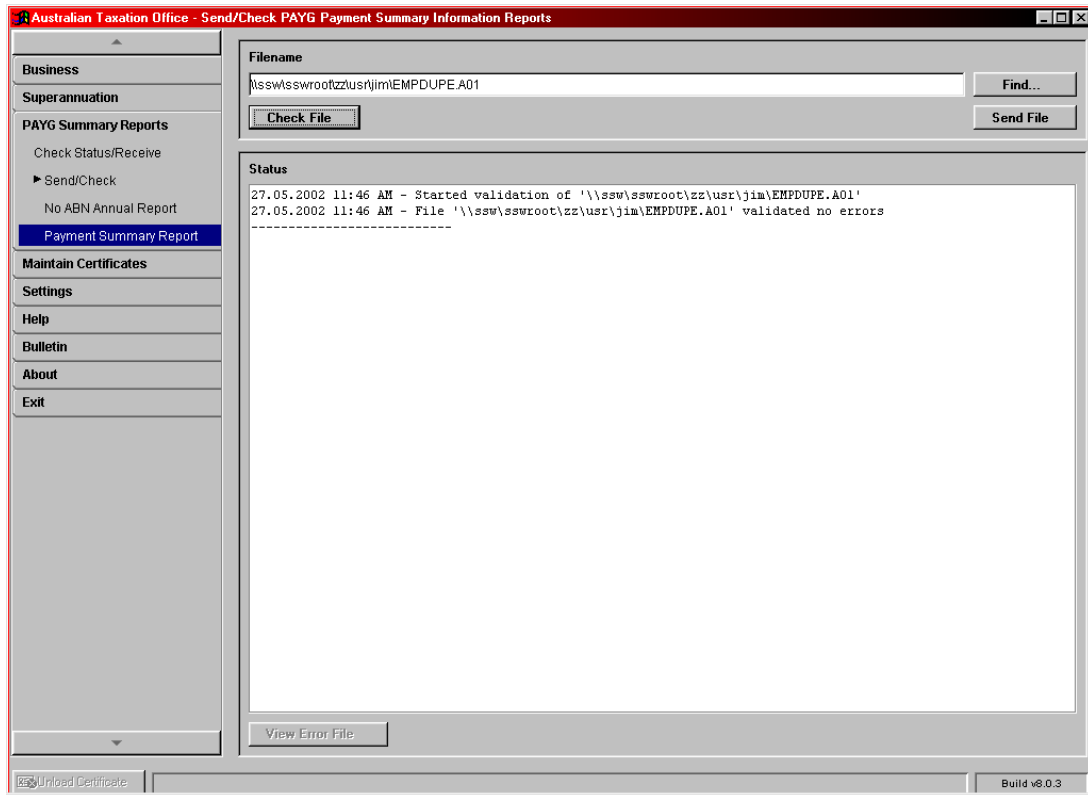 Australian Taxation Office - Send/Check PAYG Payment Summary Information Reports
Business
Superannuation
PAYG Summary Reports
Check Status/Receive
Send/Check
No ABN Annual Report
Payment Summary Report
Maintain Certificates
Settings
Help
Bulletin
About
Exit
Filename
\\ssw\sswroot\zz\usr\jim\EMPDUPE.A01
Find...
Check File
Send File
Status
27.05.2002 11:46 AM - Started validation of '\\ssw\sswroot\zz\usr\jim\EMPDUPE.A01'
27.05.2002 11:46 AM - File '\\ssw\sswroot\zz\usr\jim\EMPDUPE.A01' validated no errors
---------------------------
View Error File
Unload Certificate
Build v8.0.3